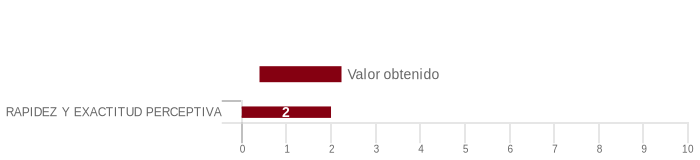 Valor obtenido
RAPIDEZ Y EXACTITUD PERCEPTIVA 2
0 1 2 3 4 5 6 7 8 9 10